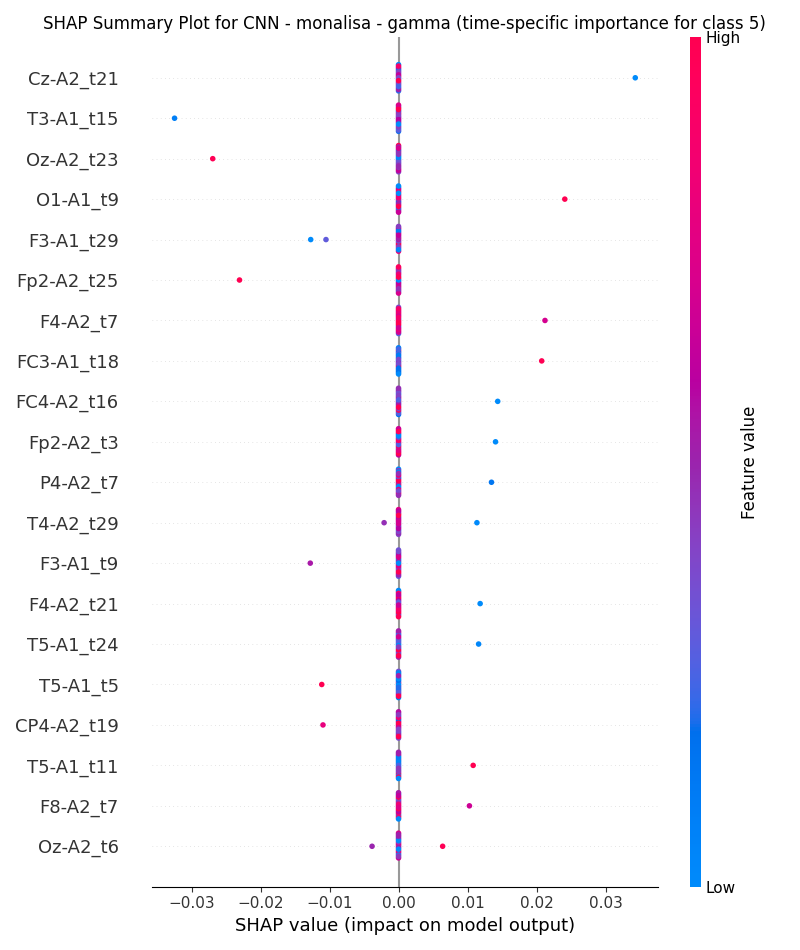 SHAP Summary Plot for CNN - monalisa - gamma (time-specific importance for class 5)
High
Cz-A2_t21
T3-A1_t15
Oz-A2_t23
O1-A1_t9
F3-A1_t29
Fp2-A2_t25
F4-A2_t7
FC3-A1_t18
FC4-A2_t16
Fp2-A2_t3
P4-A2_t7
T4-A2_t29
F3-A1_t9
F4-A2_t21
T5-A1_t24
T5-A1_t5
CP4-A2_t19
T5-A1_t11
F8-A2_t7
Oz-A2_t6
Feature value
Low
−0.03 −0.02 −0.01 0.00 0.01 0.02 0.03
SHAP value (impact on model output)